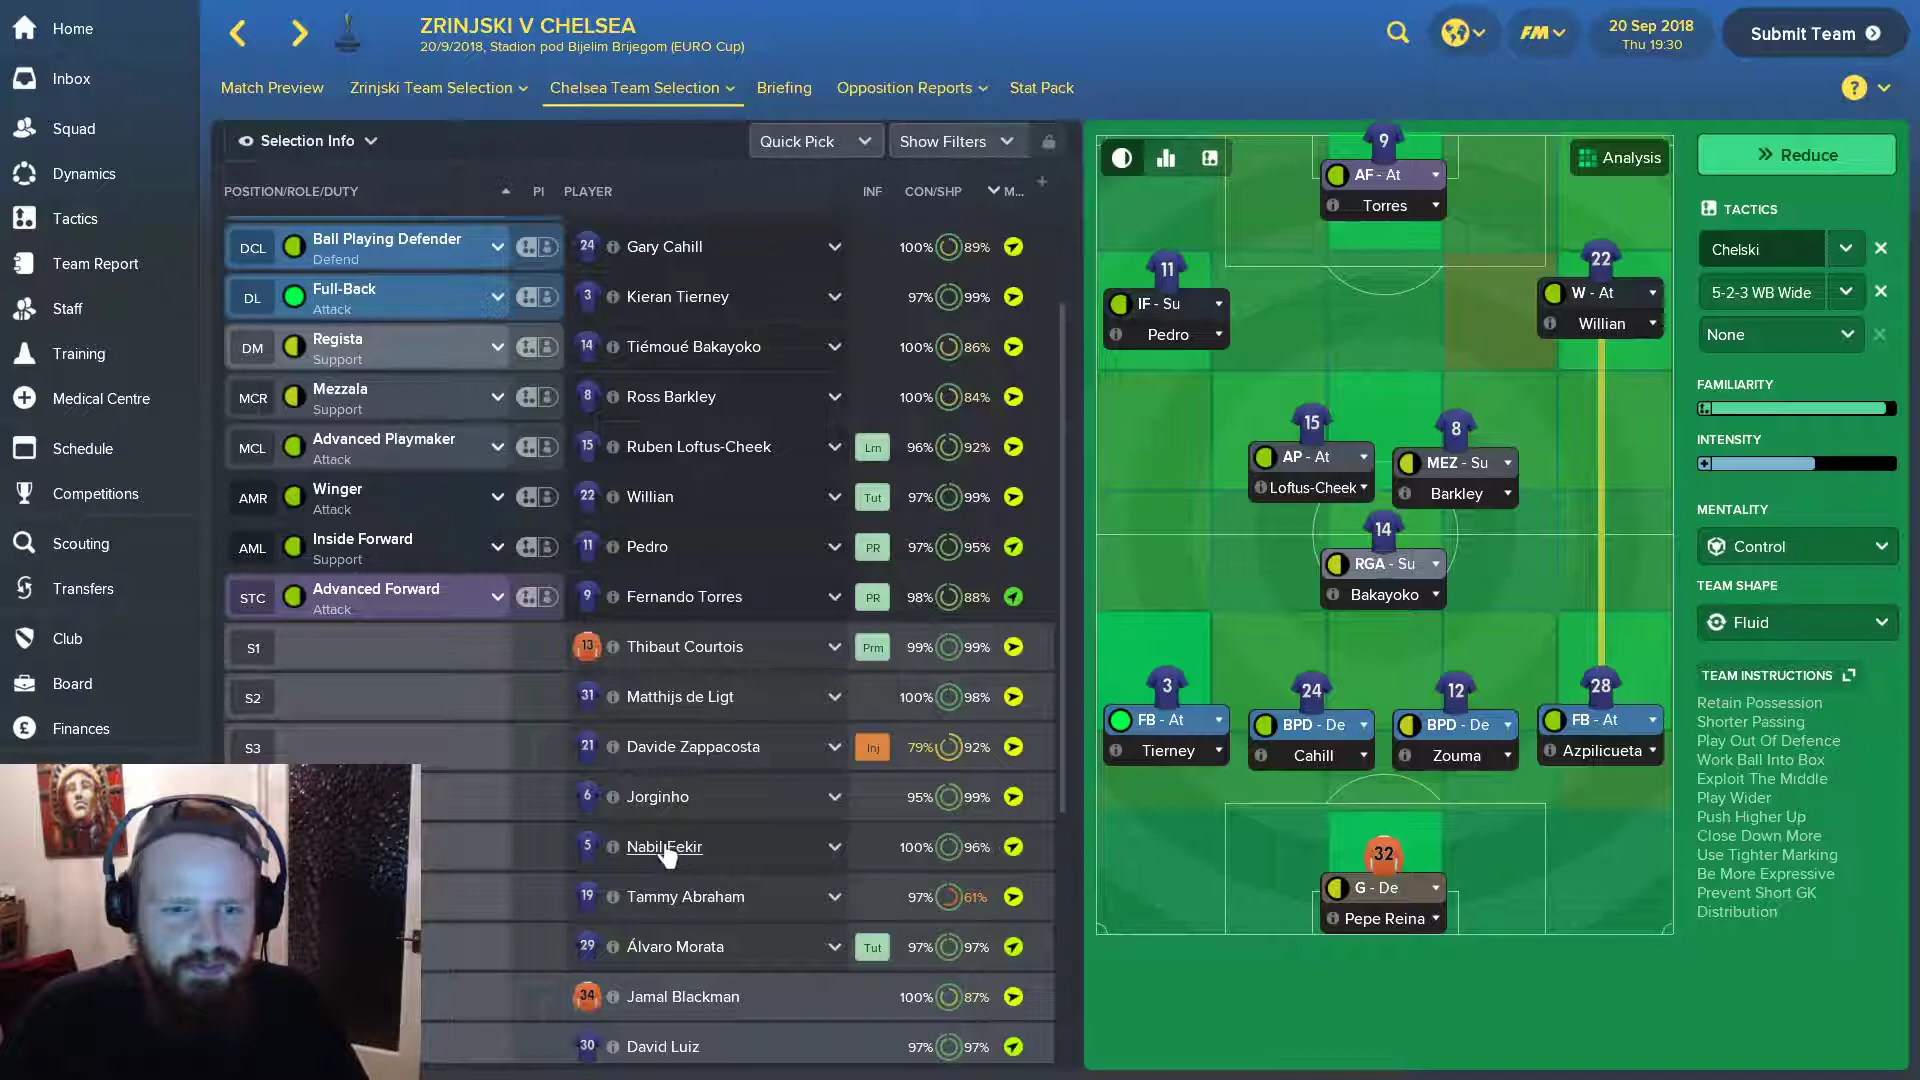 Home
Inbox
Squad
Dynamics
Tactics
Team Report
Staff
Training
Medical Centre
Schedule
Competitions
Scouting
Transfers
Club
Board
Finances
ZRINJSKI V CHELSEA
20/9/2018, Stadion pod Bijelim Brijegom (EURO Cup)
FM
20 Sep 2018
Thu 19:30
Submit Team
Match Preview
Zrinjski Team Selection
Chelsea Team Selection
Briefing
Opposition Reports
Stat Pack
?
Selection Info
Quick Pick
Show Filters
POSITION/ROLE/DUTY PI PLAYER INF CON/SHP M... +
DCL Ball Playing Defender 24 Gary Cahill 100% 89%
Defend
DL Full-Back 3 Kieran Tierney 97% 99%
Attack
DM Regista 14 Tiémoué Bakayoko 100% 86%
Support
MCR Mezzala 8 Ross Barkley 100% 84%
Support
MCL Advanced Playmaker 15 Ruben Loftus-Cheek Lrn 96% 92%
Attack
AMR Winger 22 Willian Tut 97% 99%
Attack
AML Inside Forward 11 Pedro PR 97% 95%
Support
STC Advanced Forward 9 Fernando Torres PR 98% 88%
Attack
S1 13 Thibaut Courtois Prm 99% 99%
S2 31 Matthijs de Ligt 100% 98%
S3 21 Davide Zappacosta Inj 79% 92%
6 Jorginho 95% 99%
5 Nabil Fekir 100% 96%
19 Tammy Abraham 97% 61%
29 Álvaro Morata Tut 97% 97%
34 Jamal Blackman 100% 87%
30 David Luiz 97% 97%
Analysis
9
AF - At
Torres
11
IF - Su
Pedro
22
W - At
Willian
15
AP - At
Loftus-Cheek
8
MEZ - Su
Barkley
14
RGA - Su
Bakayoko
3
FB - At
Tierney
24
BPD - De
Cahill
12
BPD - De
Zouma
28
FB - At
Azpilicueta
32
G - De
Pepe Reina
Reduce
TACTICS
Chelski
5-2-3 WB Wide
None
FAMILIARITY
INTENSITY
MENTALITY
Control
TEAM SHAPE
Fluid
TEAM INSTRUCTIONS
Retain Possession
Shorter Passing
Play Out Of Defence
Work Ball Into Box
Exploit The Middle
Play Wider
Push Higher Up
Close Down More
Use Tighter Marking
Be More Expressive
Prevent Short GK
Distribution